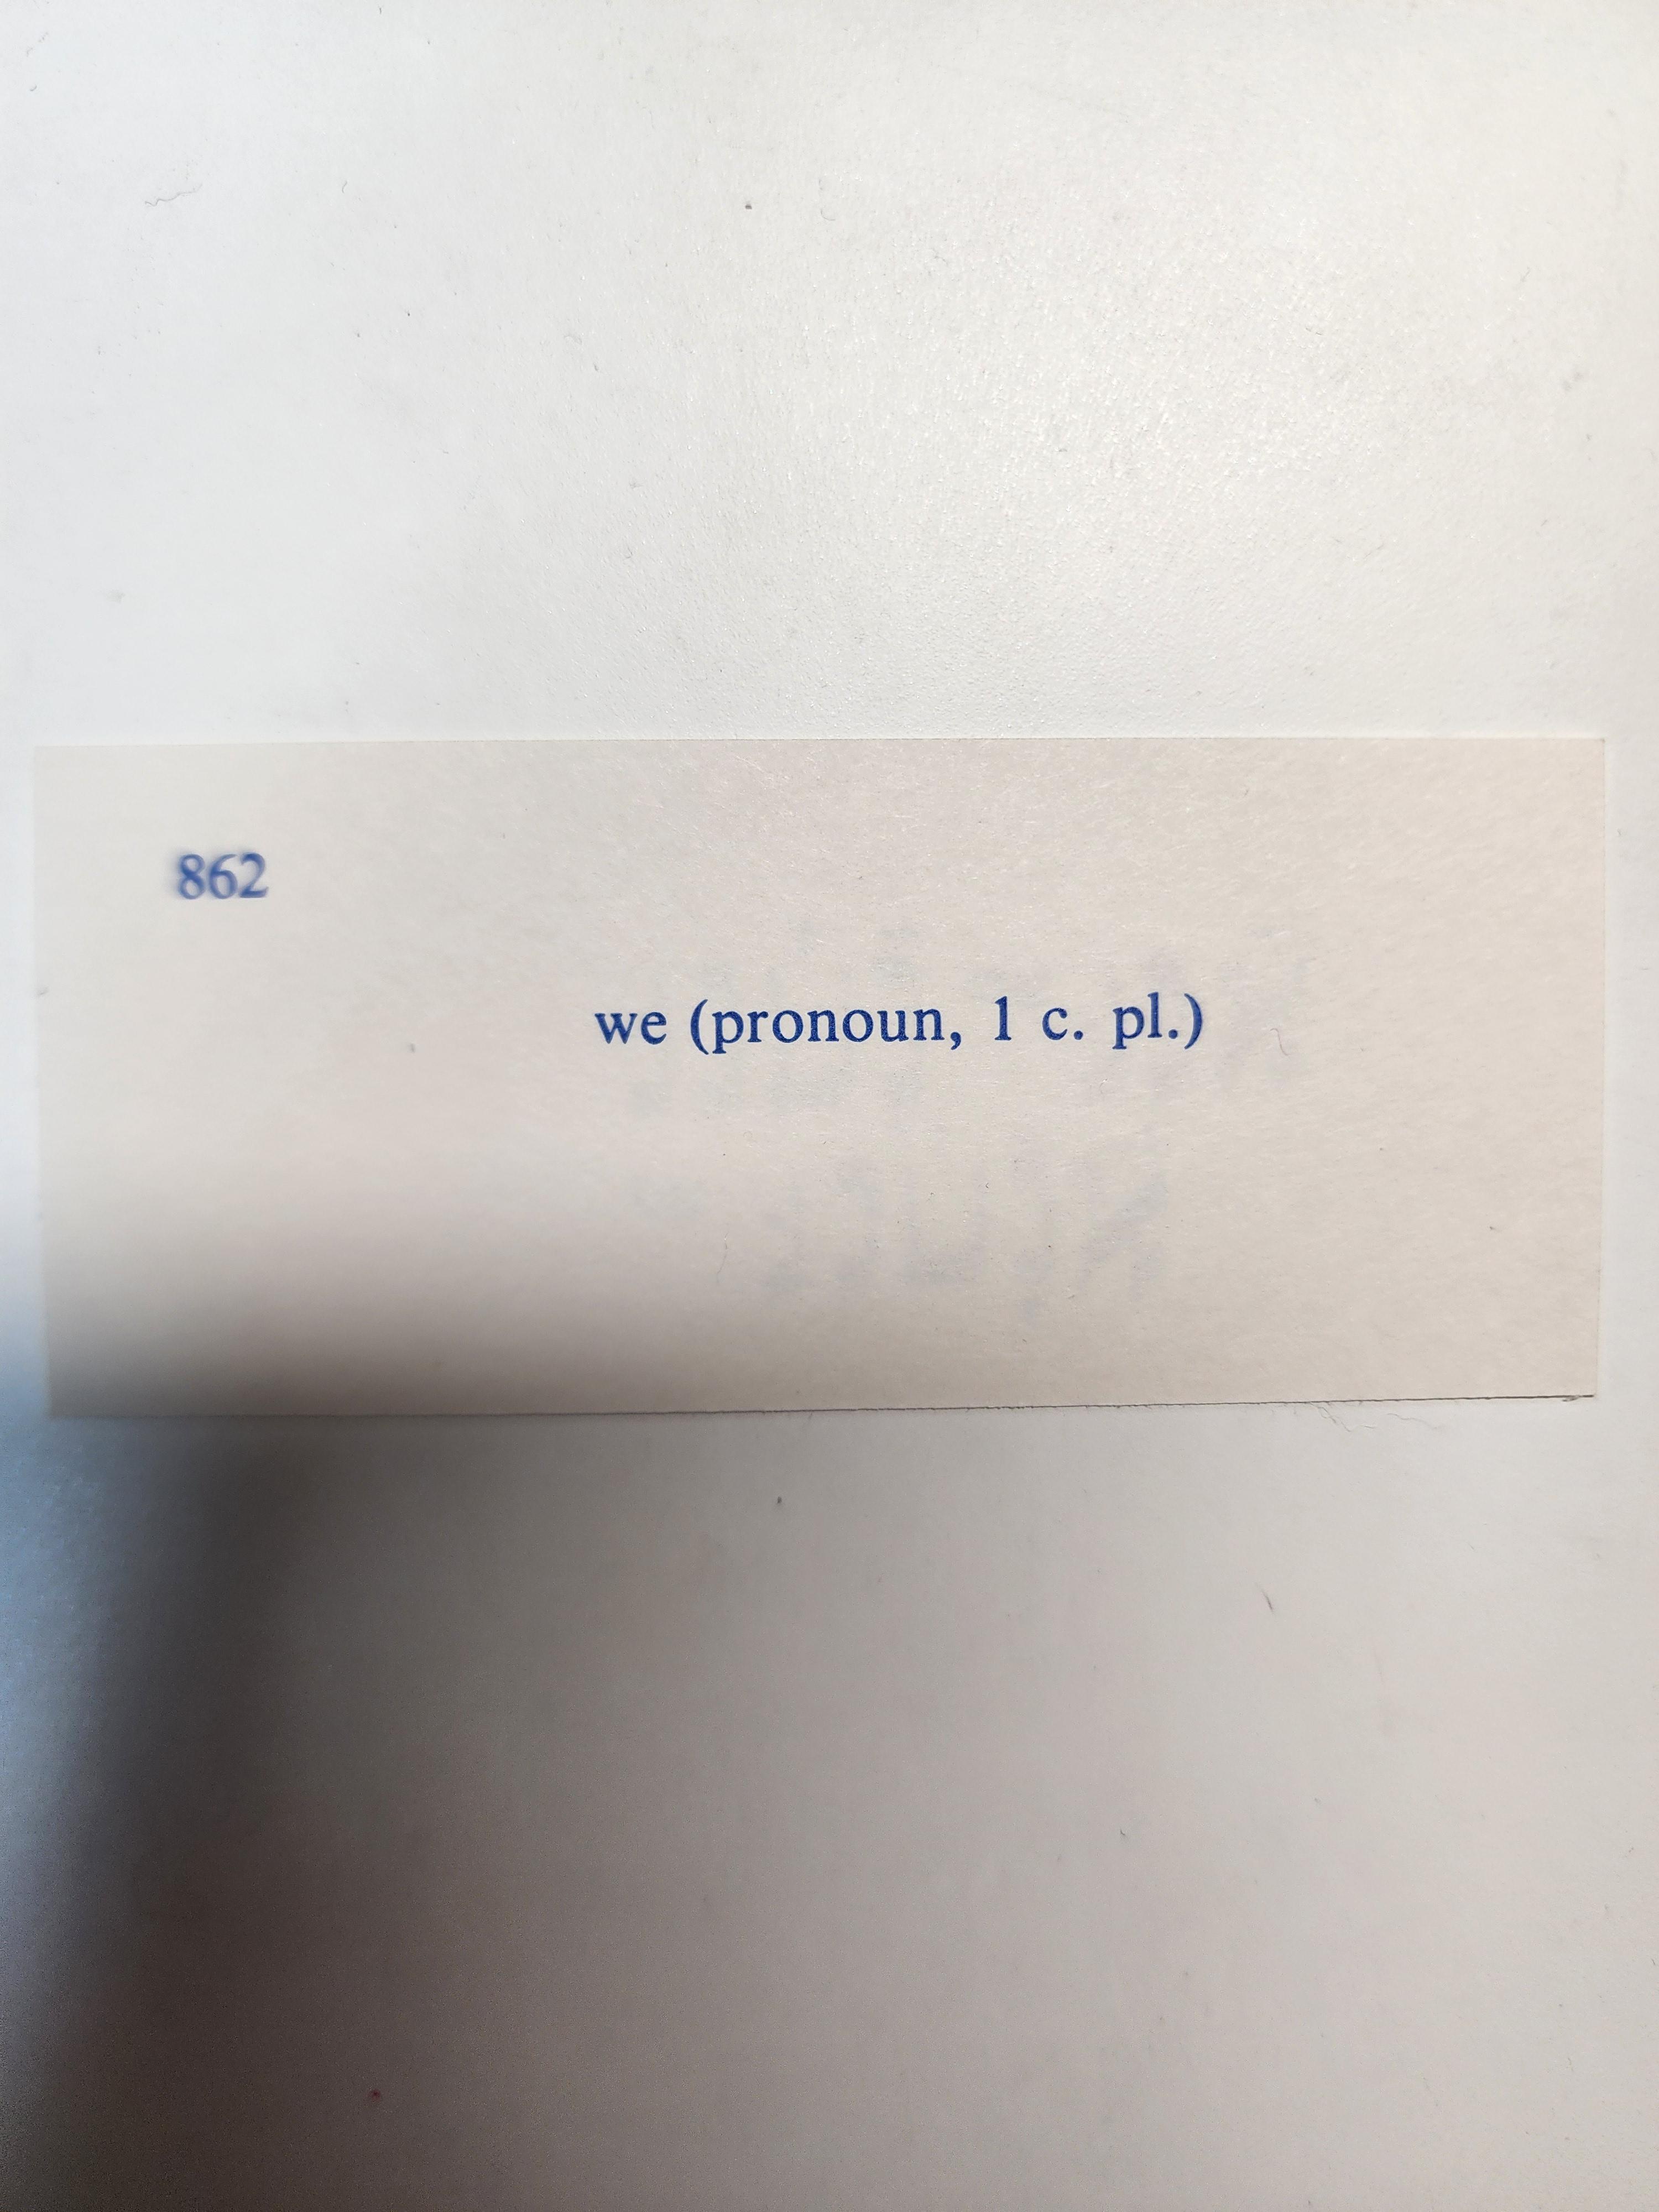 862
we (pronoun, 1 c. pl.)